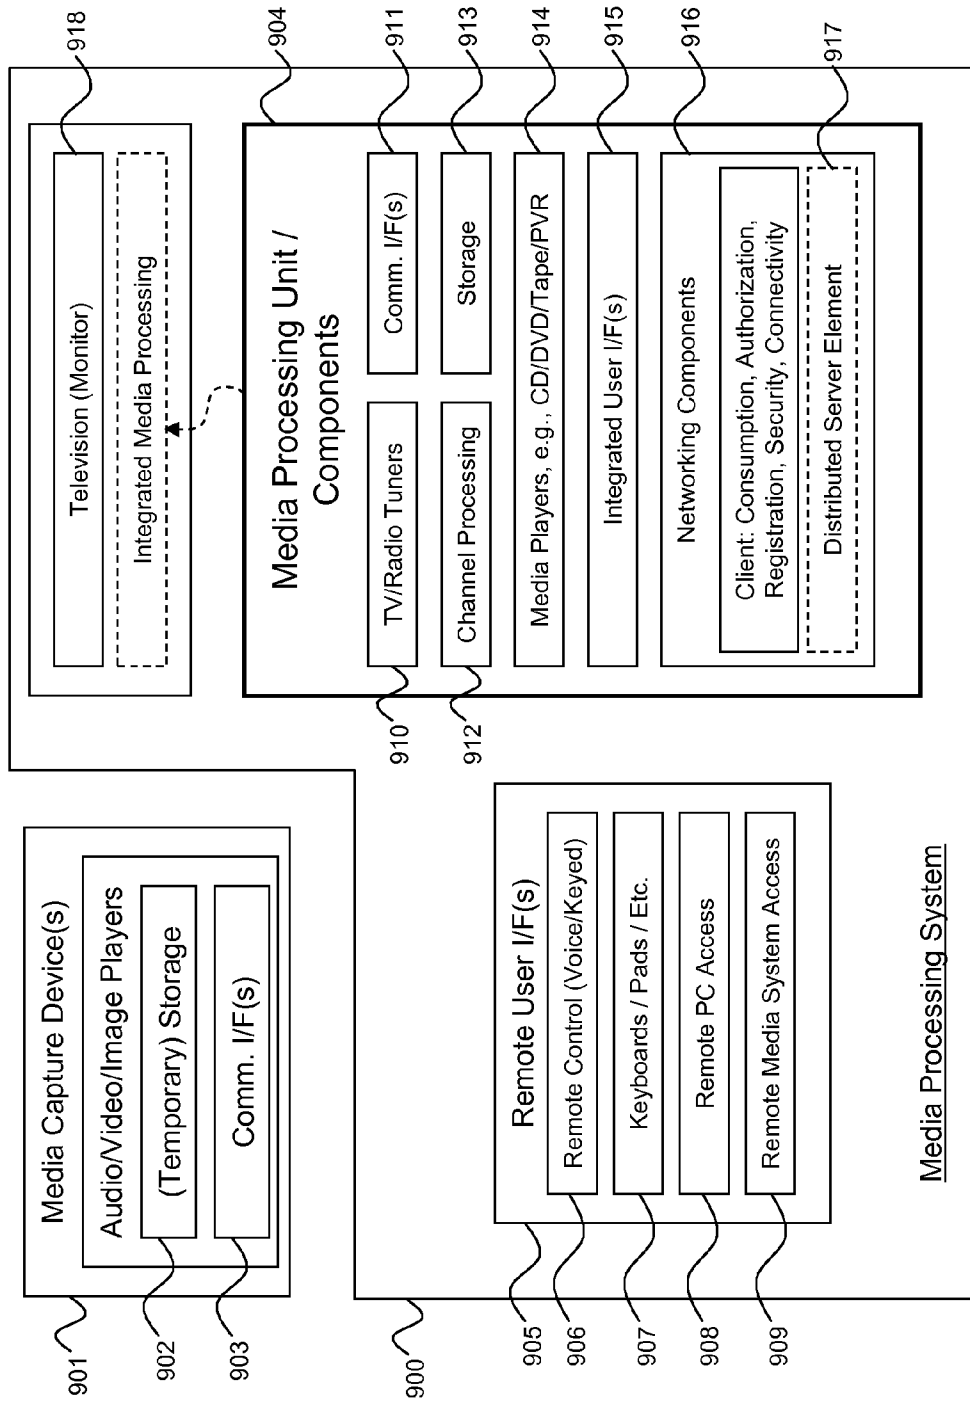 Media Capture Device(s)
Audio/Video/Image Players
(Temporary) Storage
Comm. I/F(s)
901
902
903
900
Remote User I/F(s)
Remote Control (Voice/Keyed)
Keyboards / Pads / Etc.
Remote PC Access
Remote Media System Access
905
906
907
908
909
Television (Monitor)
Integrated Media Processing
918
904
Media Processing Unit /
Components
TV/Radio Tuners
Comm. I/F(s)
910
911
Channel Processing
Storage
912
913
Media Players, e.g., CD/DVD/Tape/PVR
914
Integrated User I/F(s)
915
Networking Components
916
Client: Consumption, Authorization,
Registration, Security, Connectivity
Distributed Server Element
917
Media Processing System